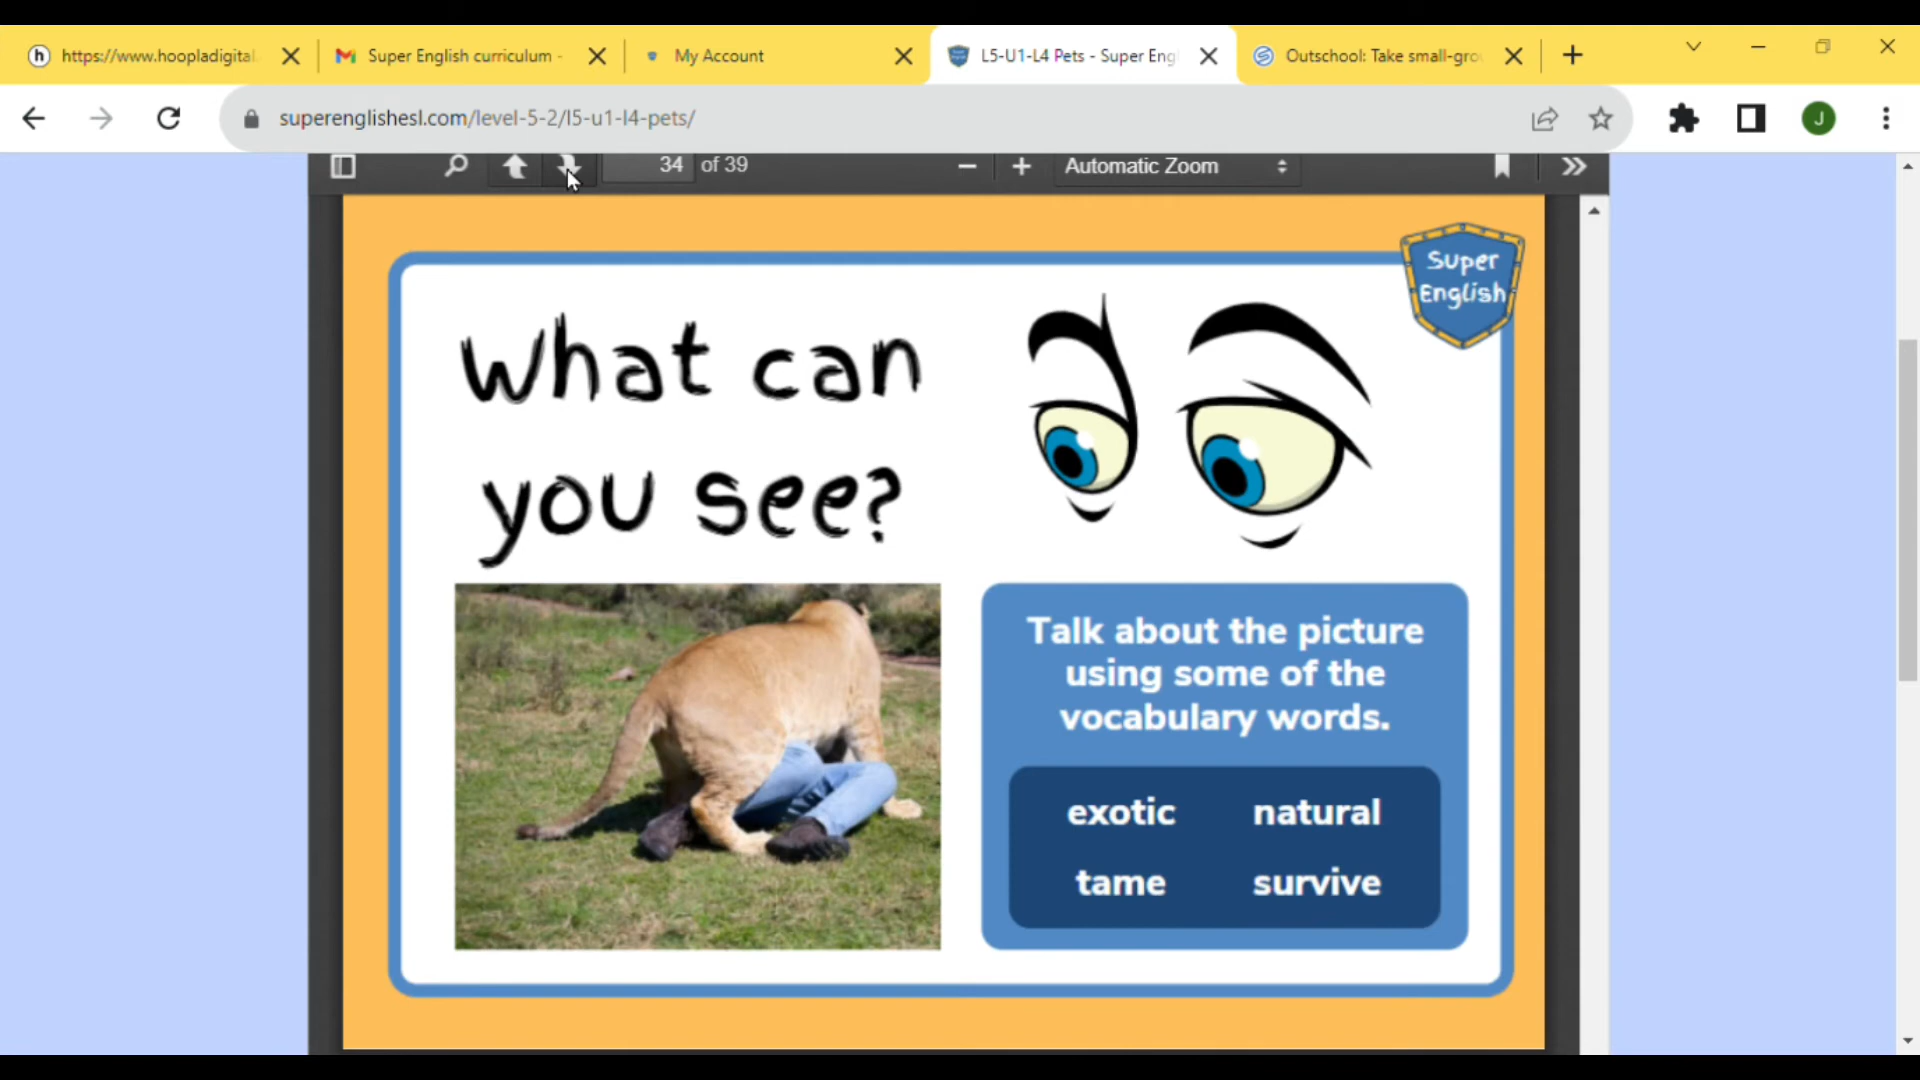 https://www.hoopladigital.
Super English curriculum -
My Account
L5-U1-L4 Pets - Super Engl
Outschool: Take small-gro
superenglishesl.com/level-5-2/l5-u1-l4-pets/
J
34 of 39
Automatic Zoom
Super
English
What can
you see?
Talk about the picture
using some of the
vocabulary words.
exotic natural
tame survive